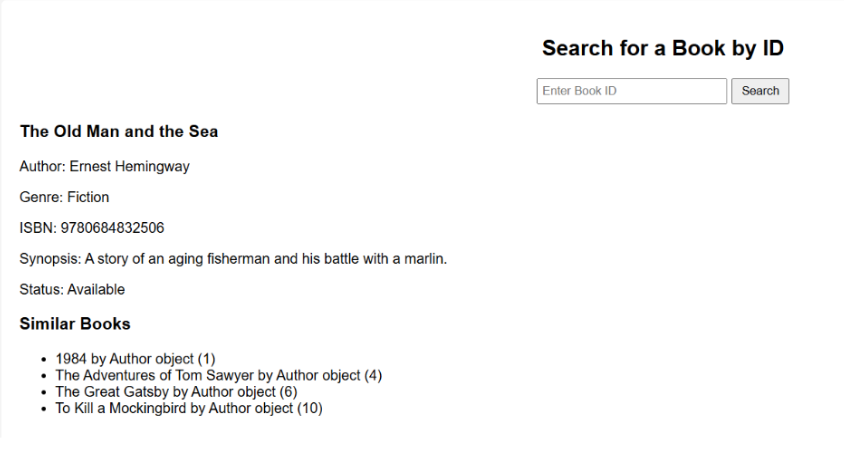 Search for a Book by ID
Enter Book ID Search
The Old Man and the Sea
Author: Ernest Hemingway
Genre: Fiction
ISBN: 9780684832506
Synopsis: A story of an aging fisherman and his battle with a marlin.
Status: Available
Similar Books
• 1984 by Author object (1)
• The Adventures of Tom Sawyer by Author object (4)
• The Great Gatsby by Author object (6)
• To Kill a Mockingbird by Author object (10)